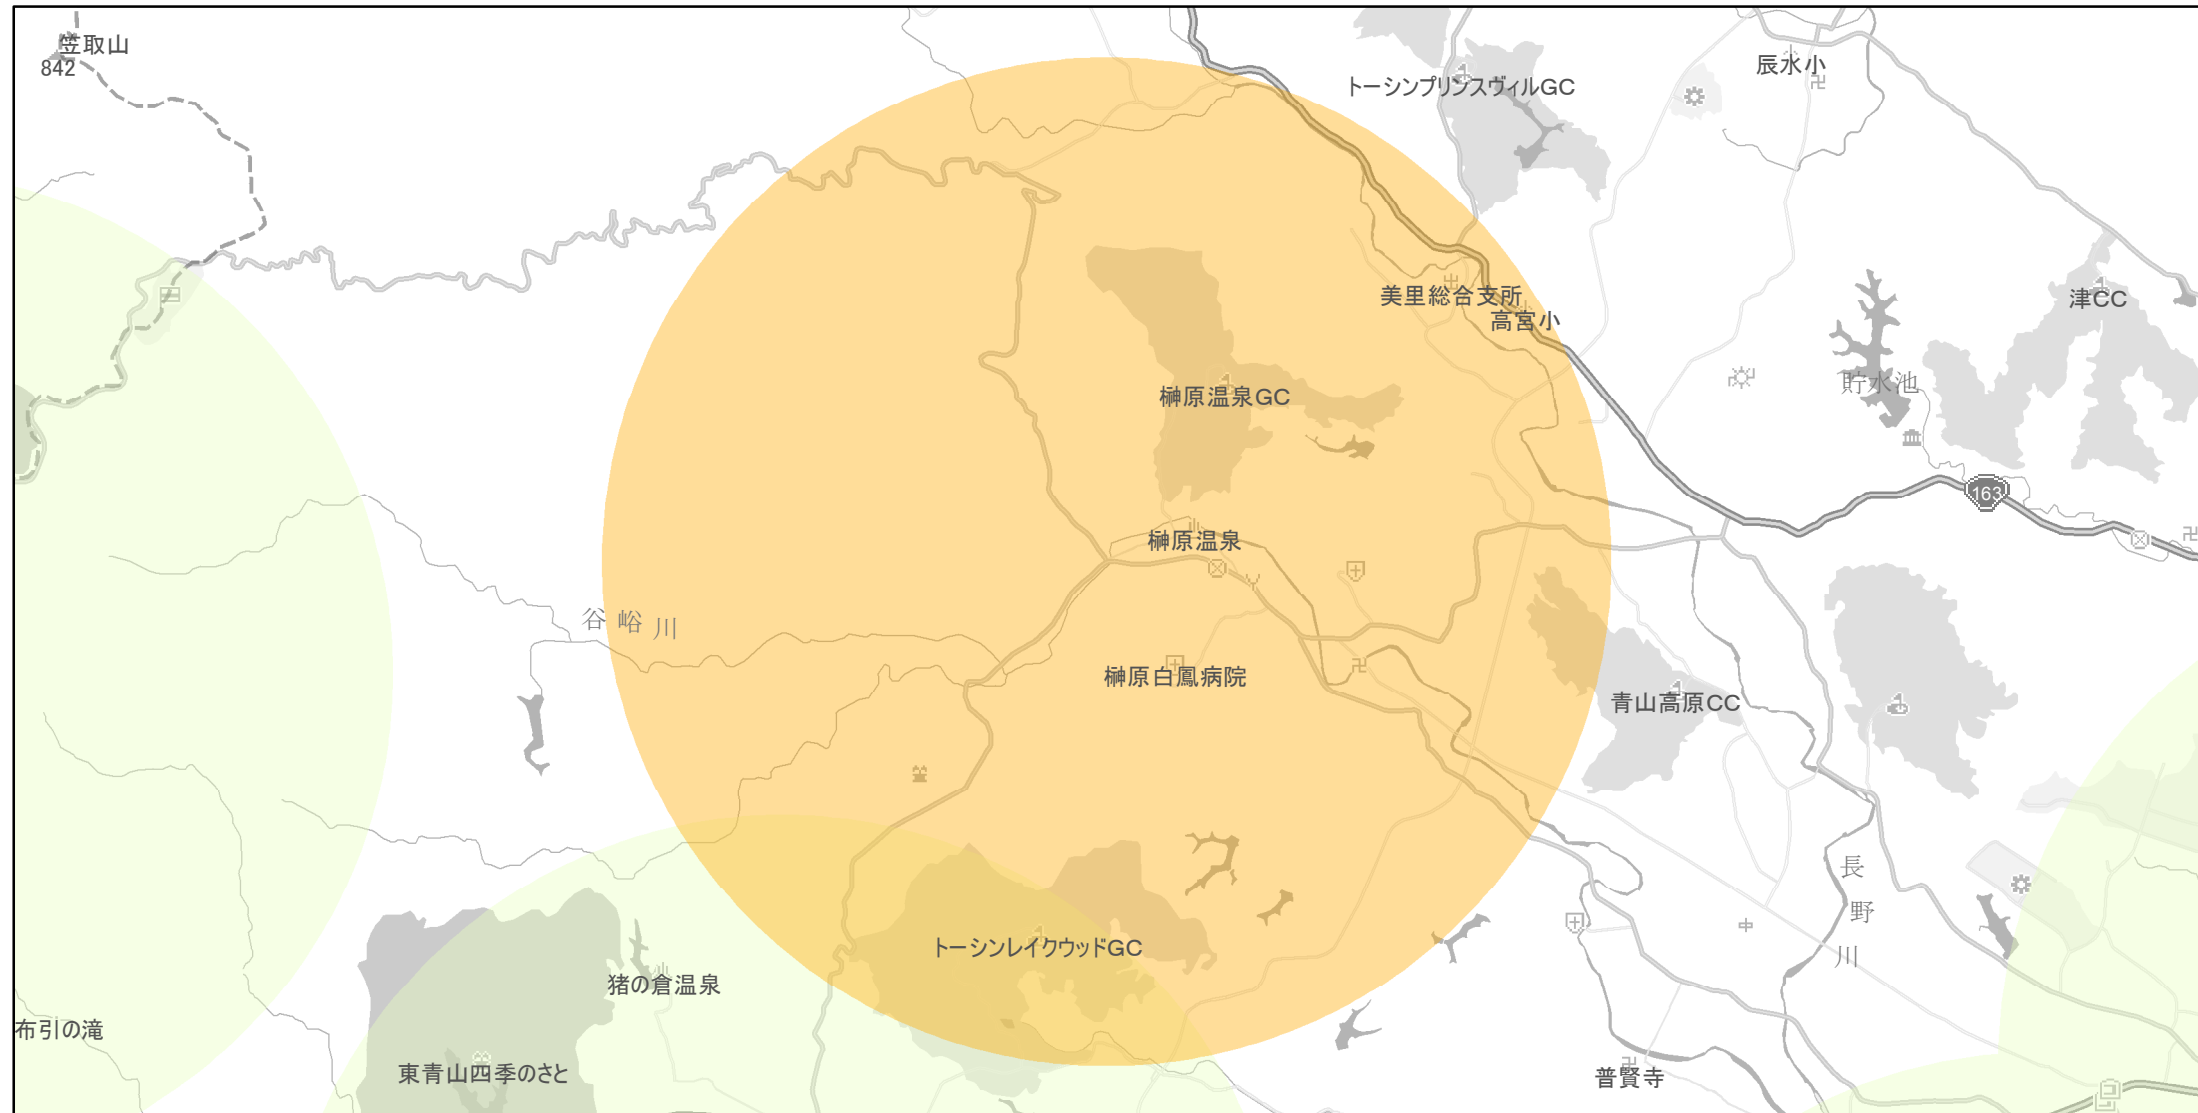 笠取山
842
トーシンプリンスヴィルGC
辰水小
美里総合支所
高宮小
津CC
榊原温泉GC
貯水池
163
榊原温泉
谷峪川
榊原白鳳病院
青山高原CC
長野川
トーシンレイクウッドGC
猪の倉温泉
布引の滝
東青山四季のさと
普賢寺